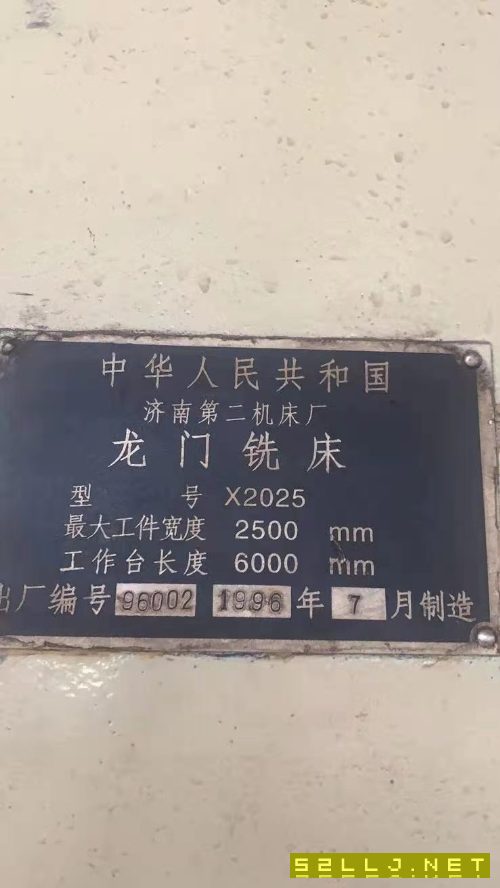 中华人民共和国
济南第二机床厂
龙门铣床
型 号 X2025
最大工件宽度 2500 mm
工作台长度 6000 mm
出厂编号 96002 1996 年 7 月制造
52LLJ.NET